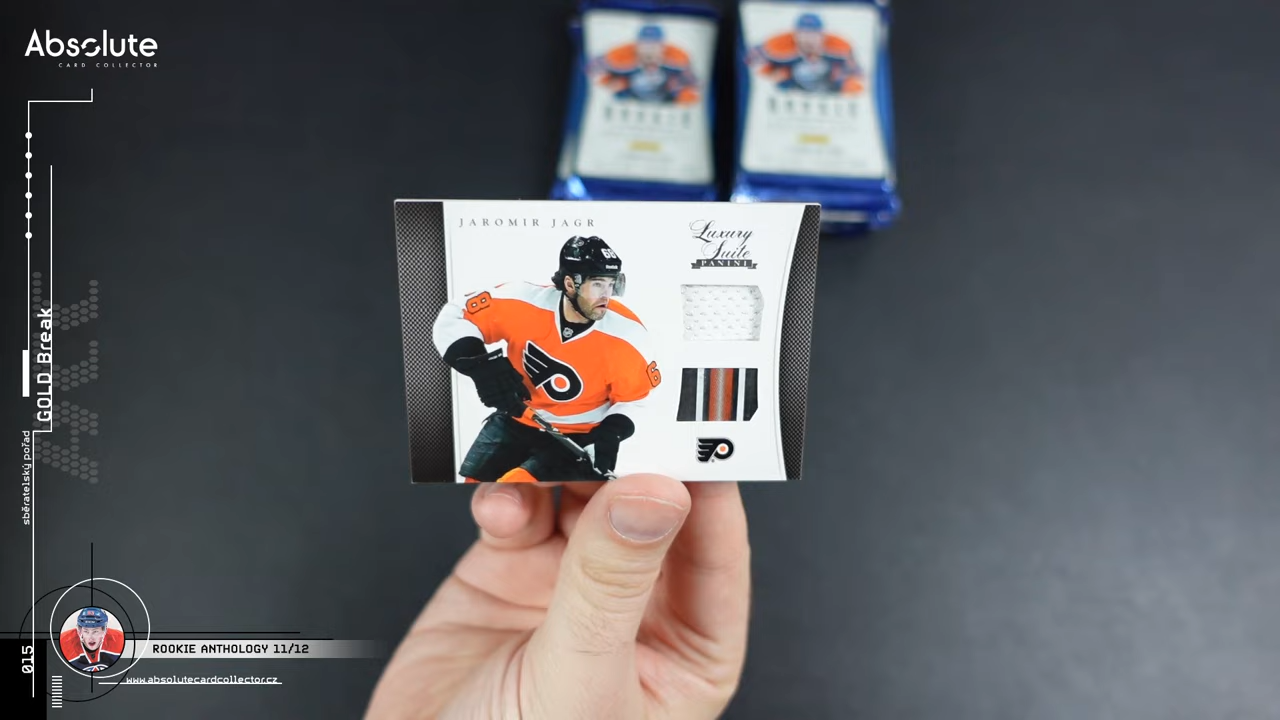 Absolute
CARD COLLECTOR
JAROMIR JAGR
Luxury
Suite
PANINI
68
GOLD Break
sběratelský pořad
015
ROOKIE ANTHOLOGY 11/12
www.absolutecardcollector.cz